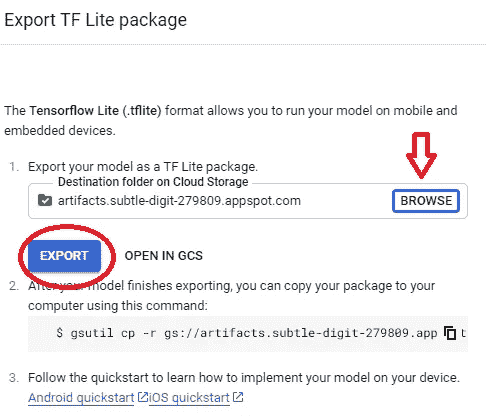 Export TF Lite package
The Tensorflow Lite (.tflite) format allows you to run your model on mobile and
embedded devices.
1. Export your model as a TF Lite package.
Destination folder on Cloud Storage
artifacts.subtle-digit-279809.appspot.com
BROWSE
EXPORT OPEN IN GCS
2. After your model finishes exporting, you can copy your package to your
computer using this command:
$ gsutil cp -r gs://artifacts.subtle-digit-279809.app t
3. Follow the quickstart to learn how to implement your model on your device.
Android quickstart iOS quickstart